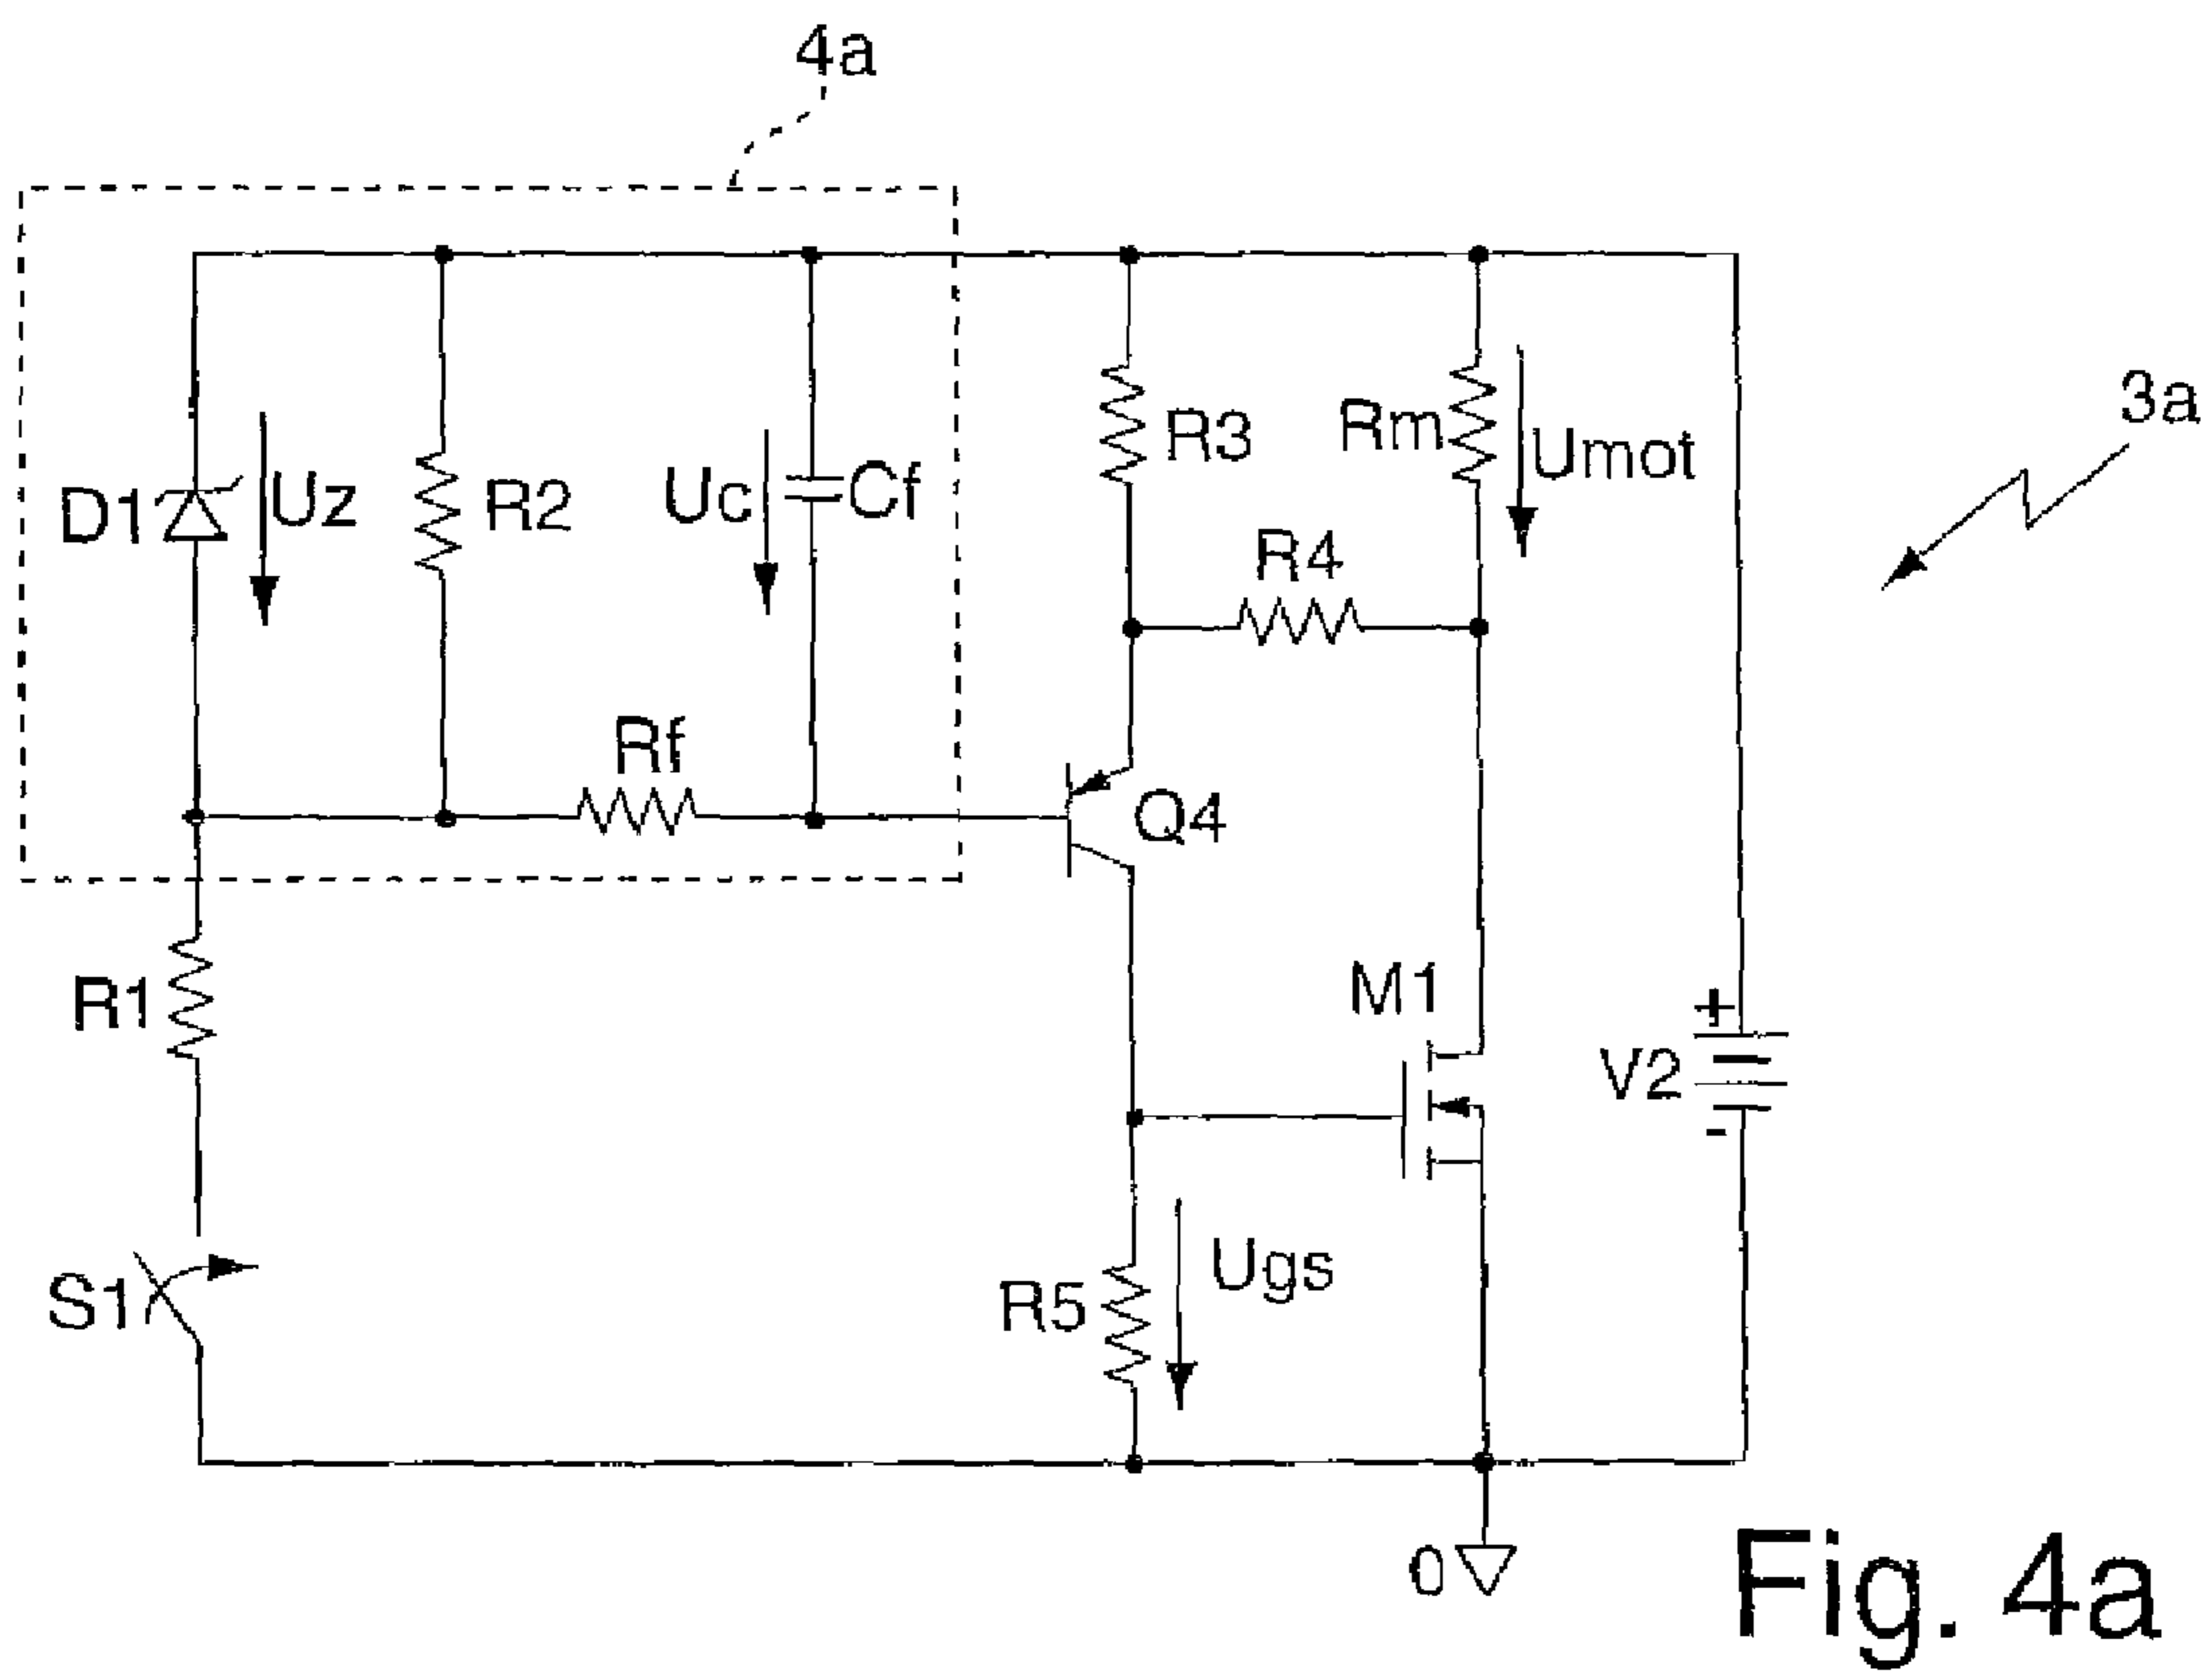 4a
3a
R3
Rm
Umot
D1
Uz
R2
Uc
Cf
R4
Rf
Q4
R1
M1
+
V2
-
S1
Ugs
R5
0
Fig. 4a